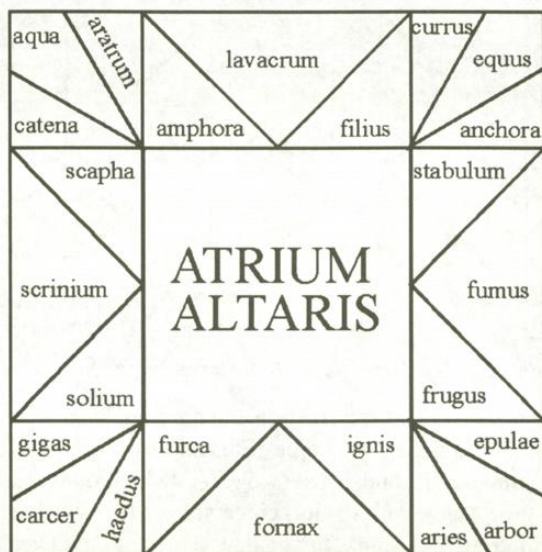 aqua
aratrum
lavacrum
currus
equus
catena
amphora
filius
anchora
scapha
stabulum
scrinium
ATRIUM
ALTARIS
fumus
solium
frugus
gigas
furca
ignis
epulae
carcer
haedus
fornax
aries
arbor